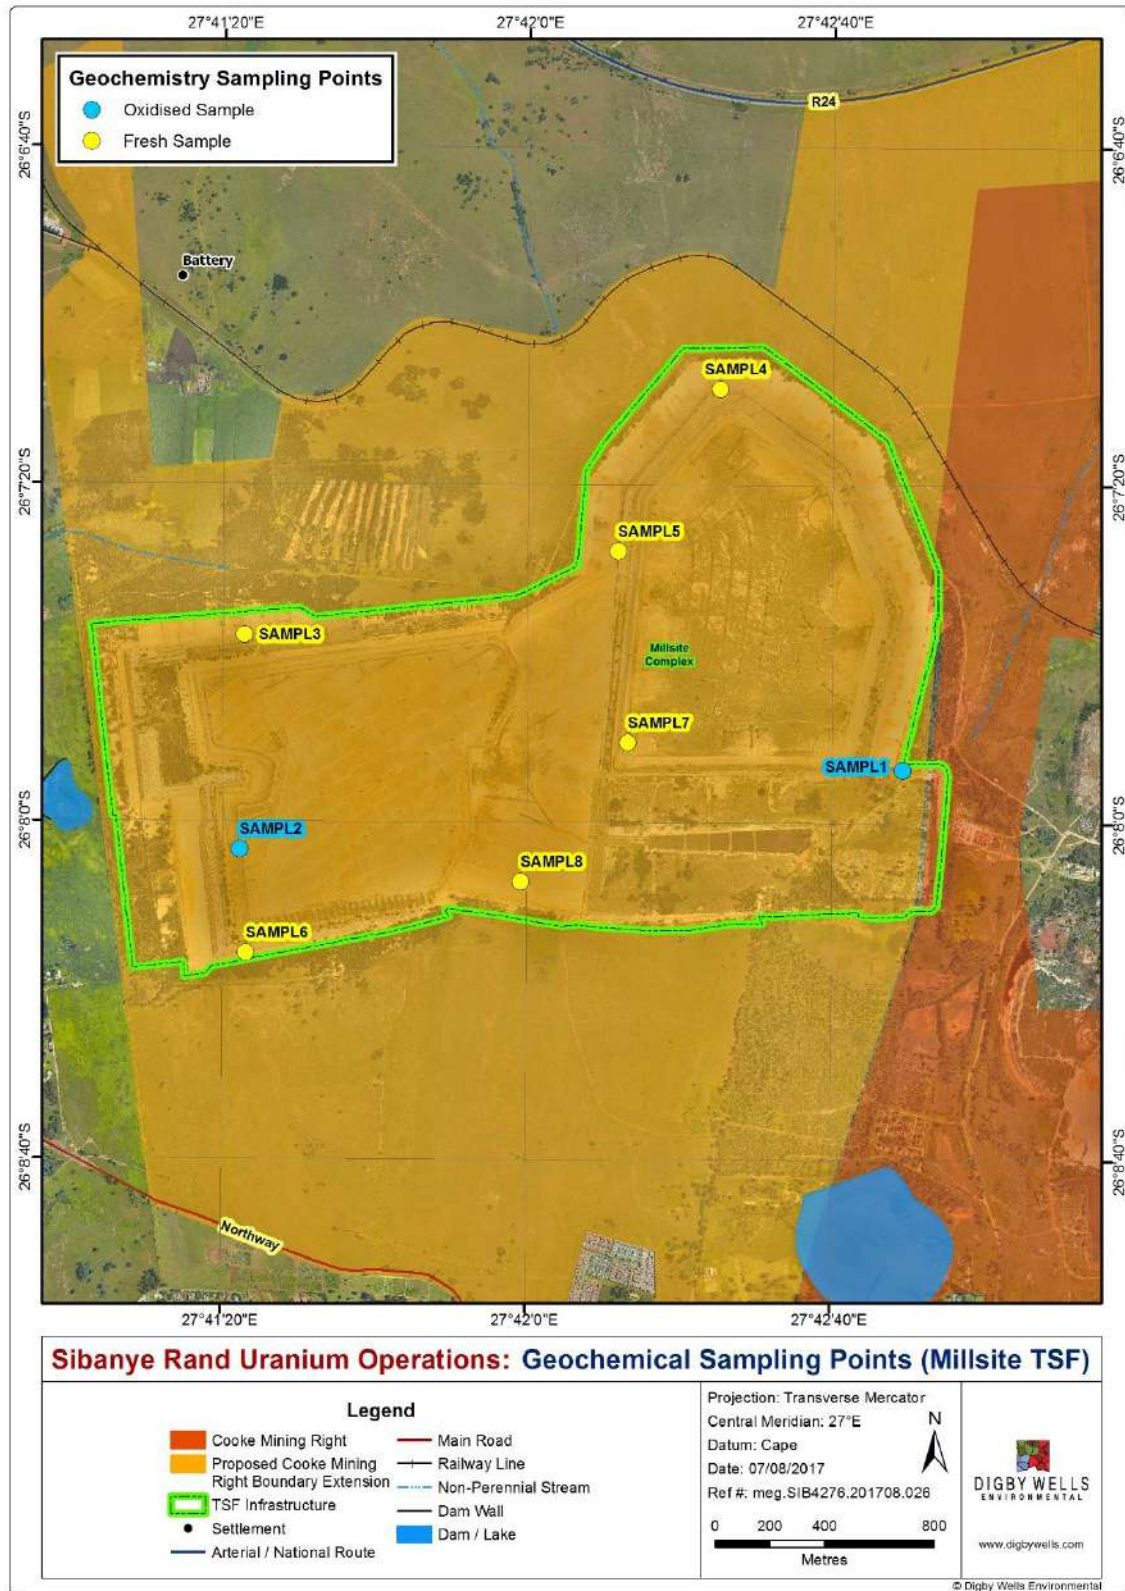 27°41'20"E
27°42'0"E
27°42'40"E
Geochemistry Sampling Points
Oxidised Sample
Fresh Sample
R24
26°6'40"S
26°6'40"S
Battery
SAMPL4
26°7'20"S
26°7'20"S
SAMPL5
SAMPL3
Millsite
Complex
SAMPL7
SAMPL1
26°8'0"S
26°8'0"S
SAMPL2
SAMPL8
SAMPL6
26°8'40"S
26°8'40"S
Northway
27°41'20"E
27°42'0"E
27°42'40"E
Sibanye Rand Uranium Operations: Geochemical Sampling Points (Millsite TSF)
Legend
Cooke Mining Right
Proposed Cooke Mining
Right Boundary Extension
TSF Infrastructure
Settlement
Arterial / National Route
Main Road
Railway Line
Non-Perennial Stream
Dam Wall
Dam / Lake
Projection: Transverse Mercator
Central Meridian: 27°E
Datum: Cape
Date: 07/08/2017
Ref #: meg.SIB4276.201708.026
N
0 200 400 800
Metres
DIGBY WELLS
ENVIRONMENTAL
www.digbywells.com
© Digby Wells Environmental